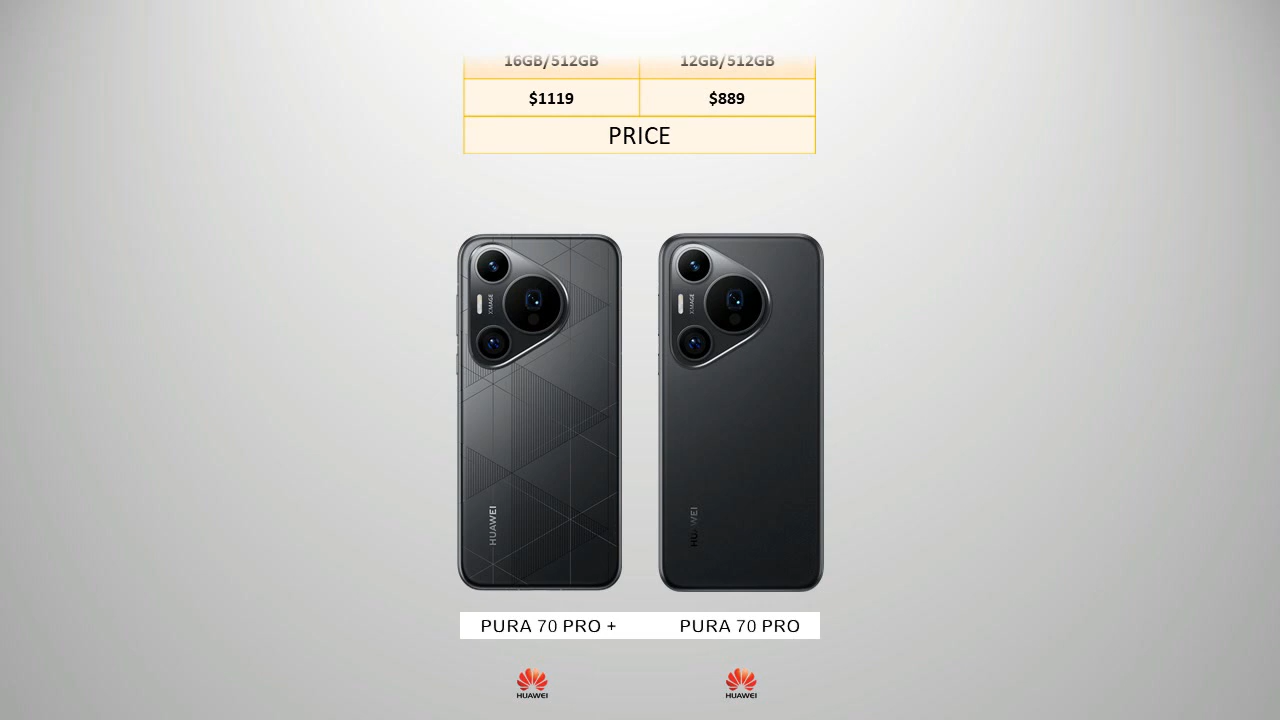 16GB/512GB 12GB/512GB
$1119 $889
PRICE
XMAGE XMAGE
HUAWEI HUAWEI
PURA 70 PRO + PURA 70 PRO
HUAWEI HUAWEI